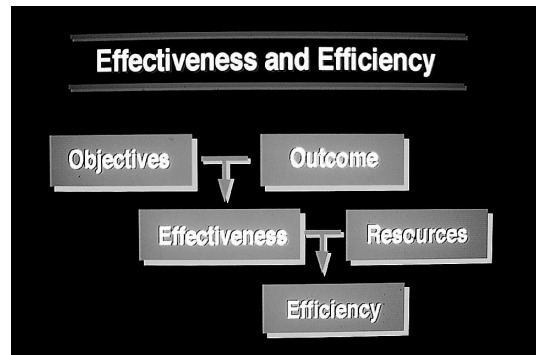 Effectiveness and Efficiency
Objectives
Outcome
Effectiveness
Resources
Efficiency